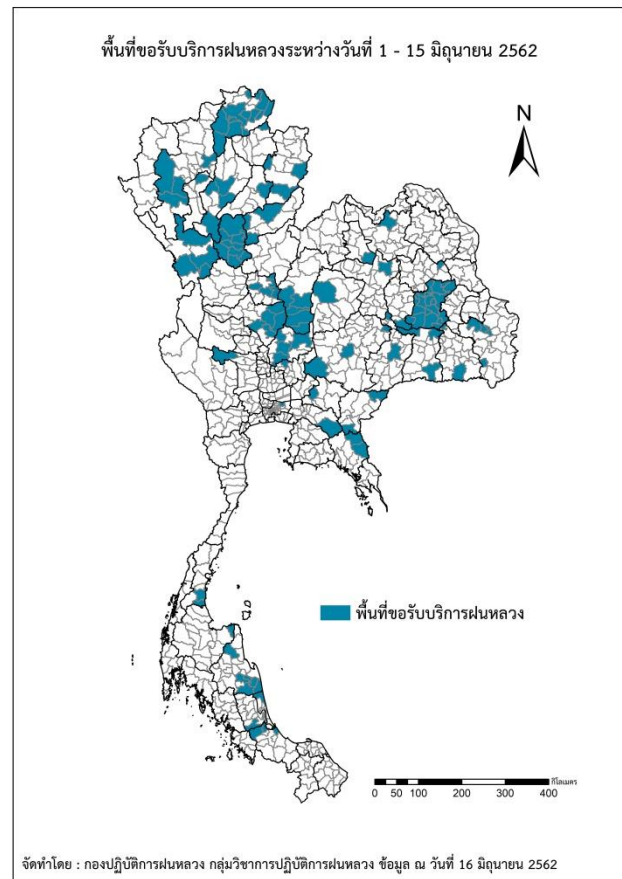 พื้นที่ขอรับบริการฝนหลวงระหว่างวันที่ 1 - 15 มิถุนายน 2562
N
พื้นที่ขอรับบริการฝนหลวง
กิโลเมตร
0 50 100 200 300 400
จัดทำโดย : กองปฏิบัติการฝนหลวง กลุ่มวิชาการปฏิบัติการฝนหลวง ข้อมูล ณ วันที่ 16 มิถุนายน 2562